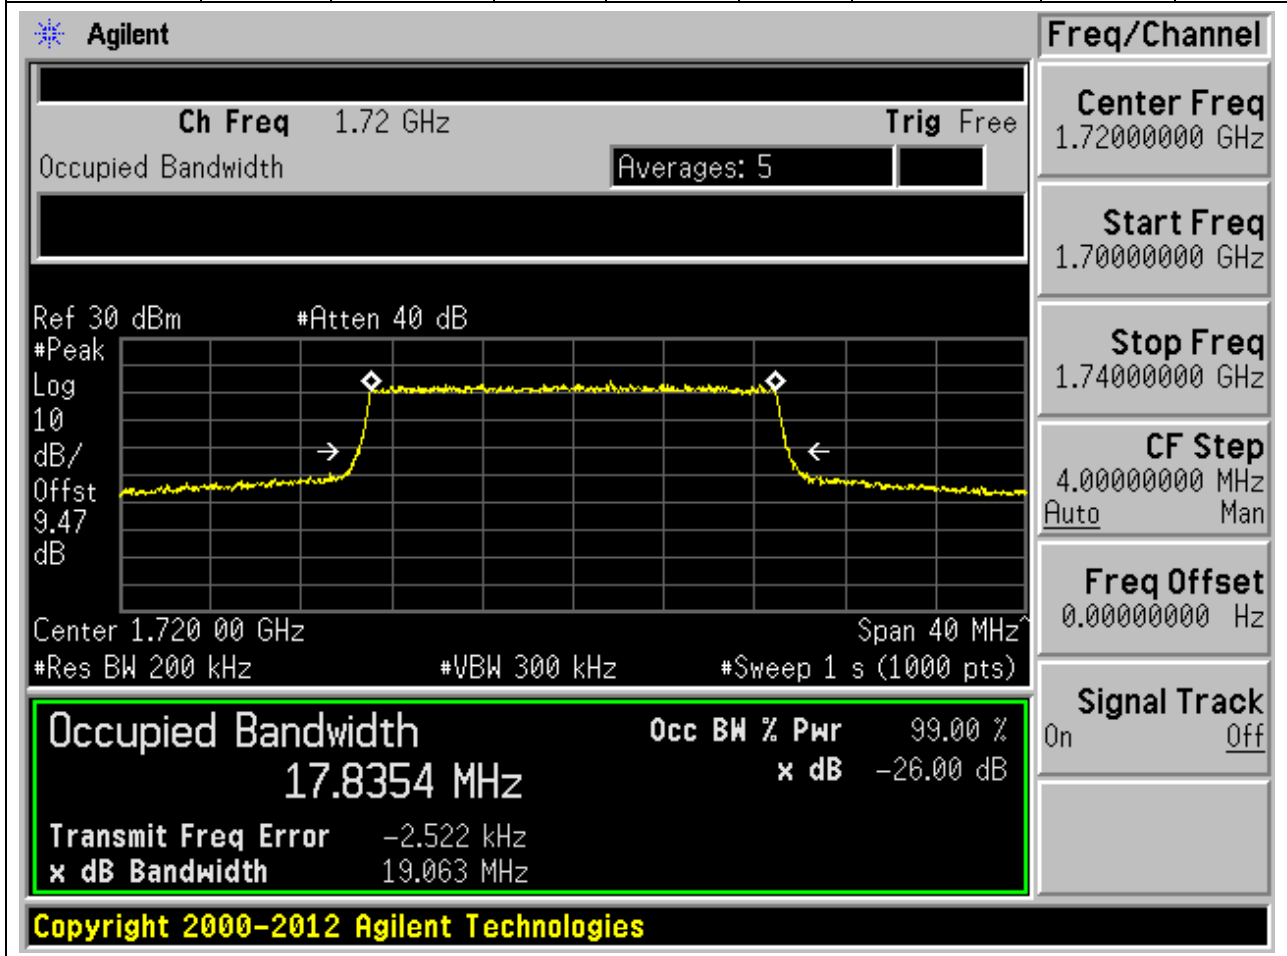 Agilent
Freq/Channel
Ch Freq 1.72 GHz Trig Free
Occupied Bandwidth Averages: 5
Ref 30 dBm #Atten 40 dB
#Peak
Log
10
dB/
Offst
9.47
dB
Center 1.720 00 GHz Span 40 MHz^
#Res BW 200 kHz #VBW 300 kHz #Sweep 1 s (1000 pts)
Occupied Bandwidth Occ BW % Pwr 99.00 %
17.8354 MHz x dB -26.00 dB
Transmit Freq Error -2.522 kHz
x dB Bandwidth 19.063 MHz
Copyright 2000-2012 Agilent Technologies
Center Freq
1.72000000 GHz
Start Freq
1.70000000 GHz
Stop Freq
1.74000000 GHz
CF Step
4.00000000 MHz
Auto Man
Freq Offset
0.00000000 Hz
Signal Track
On Off